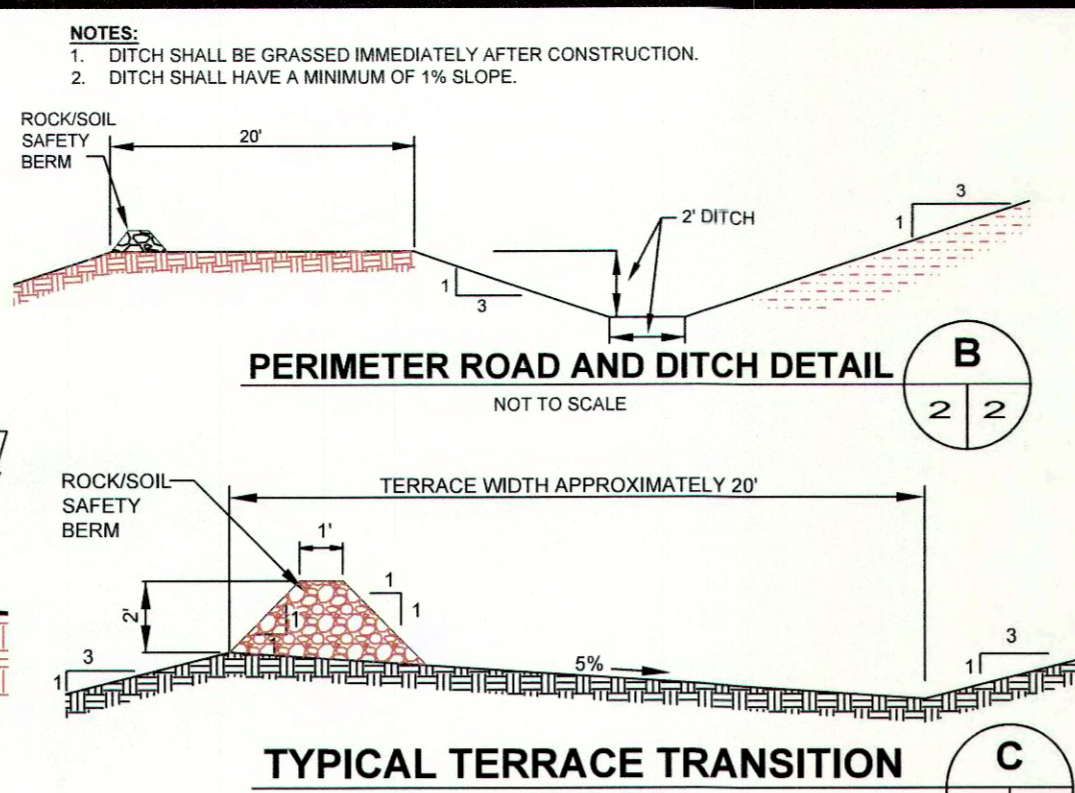 NOTES:
1. DITCH SHALL BE GRASSED IMMEDIATELY AFTER CONSTRUCTION.
2. DITCH SHALL HAVE A MINIMUM OF 1% SLOPE.
ROCK/SOIL
SAFETY
BERM
20'
2' DITCH
1
3
1
3
PERIMETER ROAD AND DITCH DETAIL
NOT TO SCALE
B
2 2
ROCK/SOIL
SAFETY
BERM
TERRACE WIDTH APPROXIMATELY 20'
1'
2'
1
1
1
1
5%
3
1
3
1
TYPICAL TERRACE TRANSITION
C